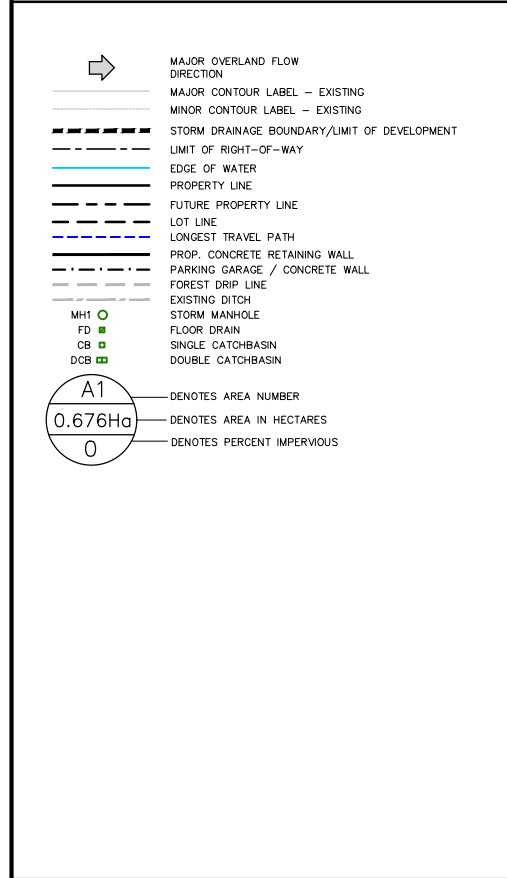 MAJOR OVERLAND FLOW
DIRECTION
MAJOR CONTOUR LABEL – EXISTING
MINOR CONTOUR LABEL – EXISTING
STORM DRAINAGE BOUNDARY/LIMIT OF DEVELOPMENT
LIMIT OF RIGHT-OF-WAY
EDGE OF WATER
PROPERTY LINE
FUTURE PROPERTY LINE
LOT LINE
LONGEST TRAVEL PATH
PROP. CONCRETE RETAINING WALL
PARKING GARAGE / CONCRETE WALL
FOREST DRIP LINE
EXISTING DITCH
MH1 STORM MANHOLE
FD FLOOR DRAIN
CB SINGLE CATCHBASIN
DCB DOUBLE CATCHBASIN
A1 DENOTES AREA NUMBER
0.676Ha DENOTES AREA IN HECTARES
0 DENOTES PERCENT IMPERVIOUS